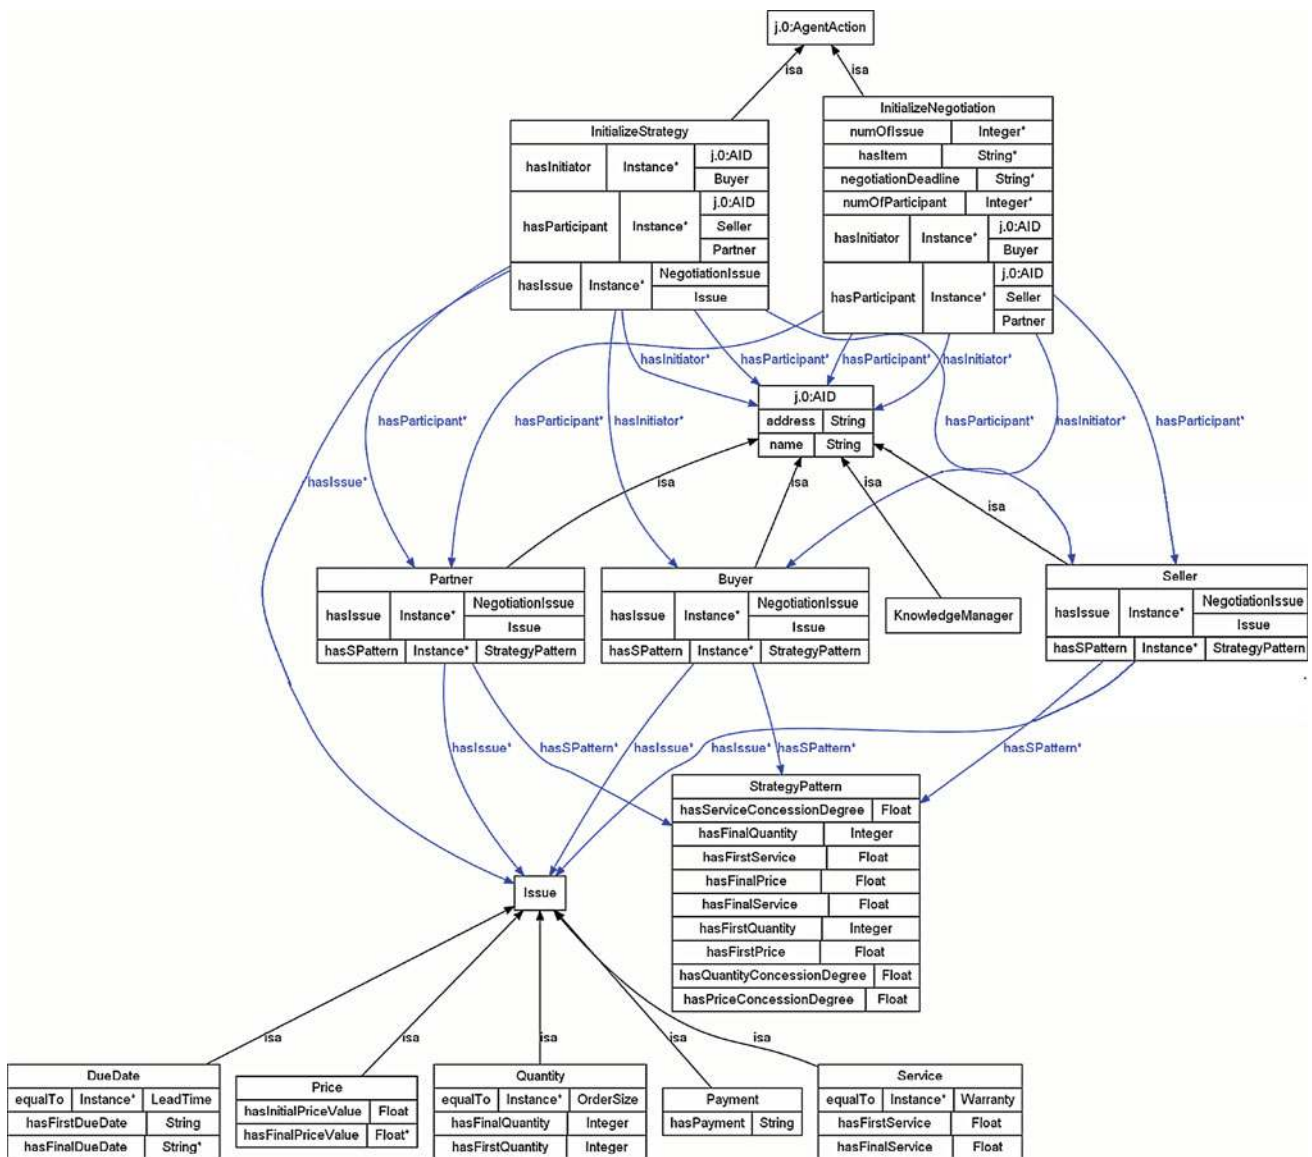 j.0:AgentAction
isa
isa
InitializeStrategy
hasInitiator Instance* j.0:AID
Buyer
hasParticipant Instance* j.0:AID
Seller
Partner
hasIssue Instance* NegotiationIssue
Issue
InitializeNegotiation
numOfIssue Integer*
hasItem String*
negotiationDeadline String*
numOfParticipant Integer*
hasInitiator Instance* j.0:AID
Buyer
hasParticipant Instance* j.0:AID
Seller
Partner
hasInitiator*
hasParticipant*
hasParticipant*
hasInitiator*
j.0:AID
address String
name String
hasParticipant*
hasParticipant*
hasInitiator*
hasParticipant*
hasInitiator*
hasParticipant*
hasIssue*
isa
isa
isa
isa
Partner
hasIssue Instance* NegotiationIssue
Issue
hasSPattern Instance* StrategyPattern
Buyer
hasIssue Instance* NegotiationIssue
Issue
hasSPattern Instance* StrategyPattern
KnowledgeManager
Seller
hasIssue Instance* NegotiationIssue
Issue
hasSPattern Instance* StrategyPattern
hasIssue*
hasSPattern*
hasIssue*
hasIssue*
hasSPattern*
hasSPattern*
StrategyPattern
hasServiceConcessionDegree Float
hasFinalQuantity Integer
hasFirstService Float
hasFinalPrice Float
hasFinalService Float
hasFirstQuantity Integer
hasFirstPrice Float
hasQuantityConcessionDegree Float
hasPriceConcessionDegree Float
Issue
isa
isa
isa
isa
isa
DueDate
equalTo Instance* LeadTime
hasFirstDueDate String
hasFinalDueDate String*
Price
hasInitialPriceValue Float
hasFinalPriceValue Float*
Quantity
equalTo Instance* OrderSize
hasFinalQuantity Integer
hasFirstQuantity Integer
Payment
hasPayment String
Service
equalTo Instance* Warranty
hasFirstService Float
hasFinalService Float